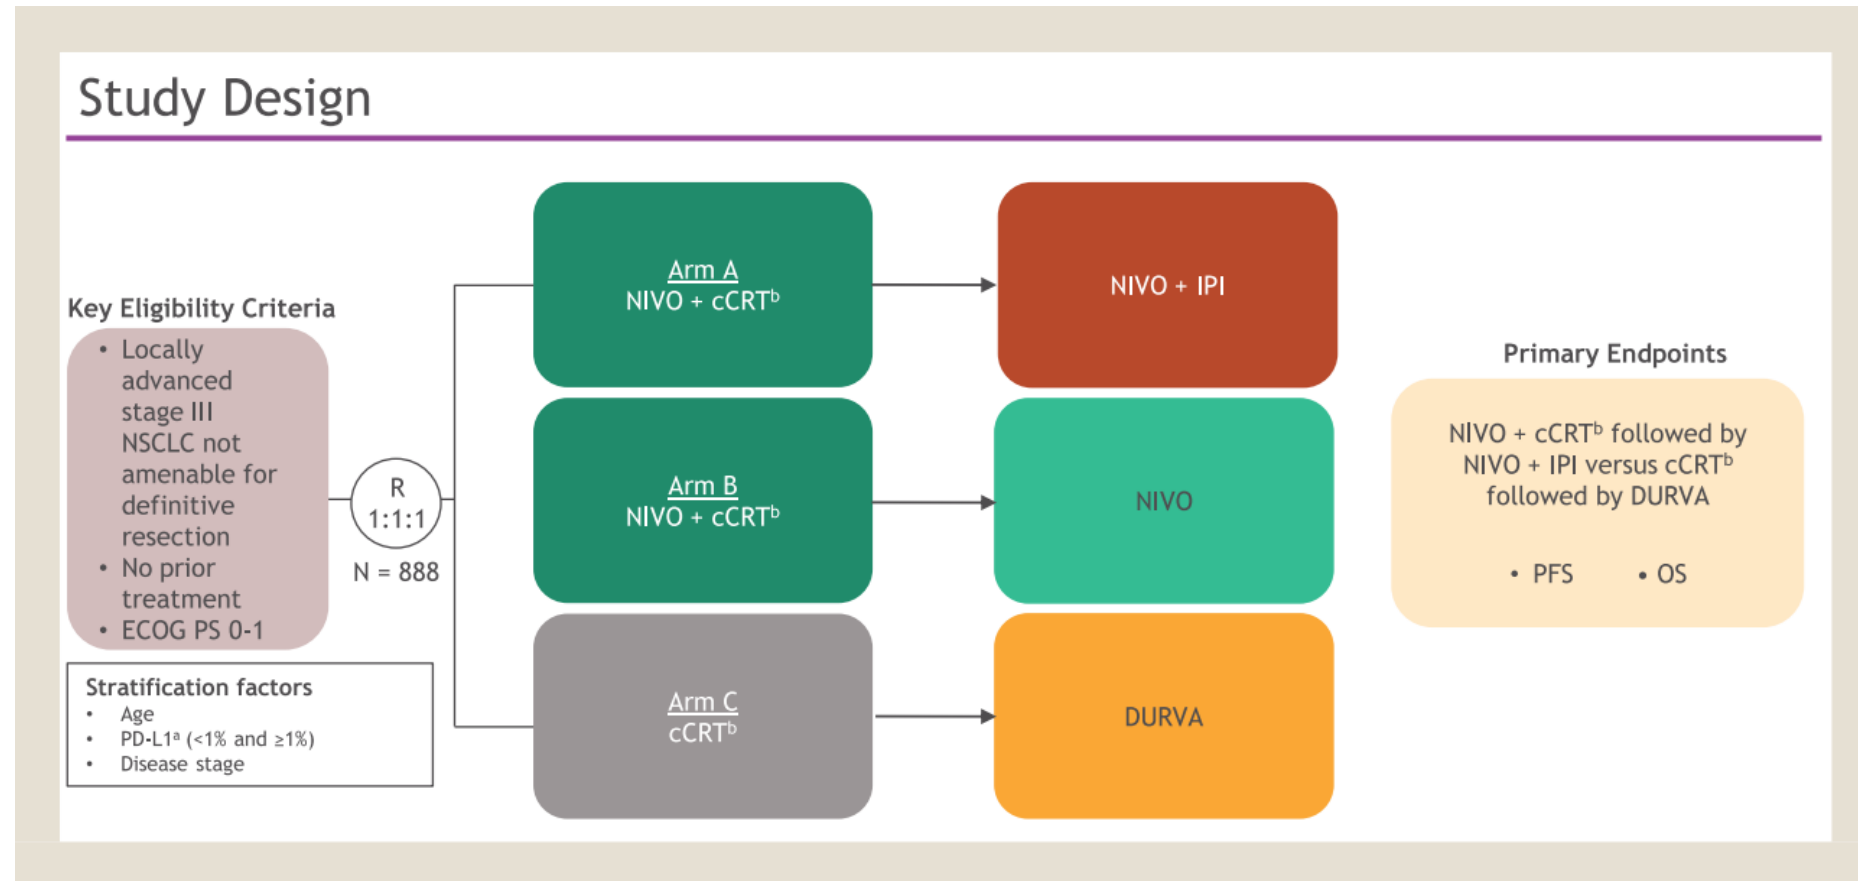 Study Design
Key Eligibility Criteria
• Locally
advanced
stage III
NSCLC not
amenable for
definitive
resection
• No prior
treatment
• ECOG PS 0-1
Stratification factors
• Age
• PD-L1ᵃ (<1% and ≥1%)
• Disease stage
R
1:1:1
N = 888
Arm A
NIVO + cCRTᵇ
NIVO + IPI
Arm B
NIVO + cCRTᵇ
NIVO
Arm C
cCRTᵇ
DURVA
Primary Endpoints
NIVO + cCRTᵇ followed by
NIVO + IPI versus cCRTᵇ
followed by DURVA
• PFS • OS